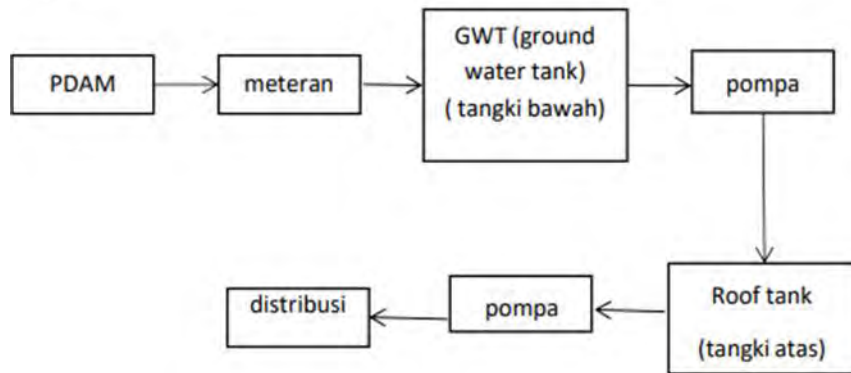 PDAM
meteran
GWT (ground
water tank)
( tangki bawah)
pompa
Roof tank
(tangki atas)
pompa
distribusi